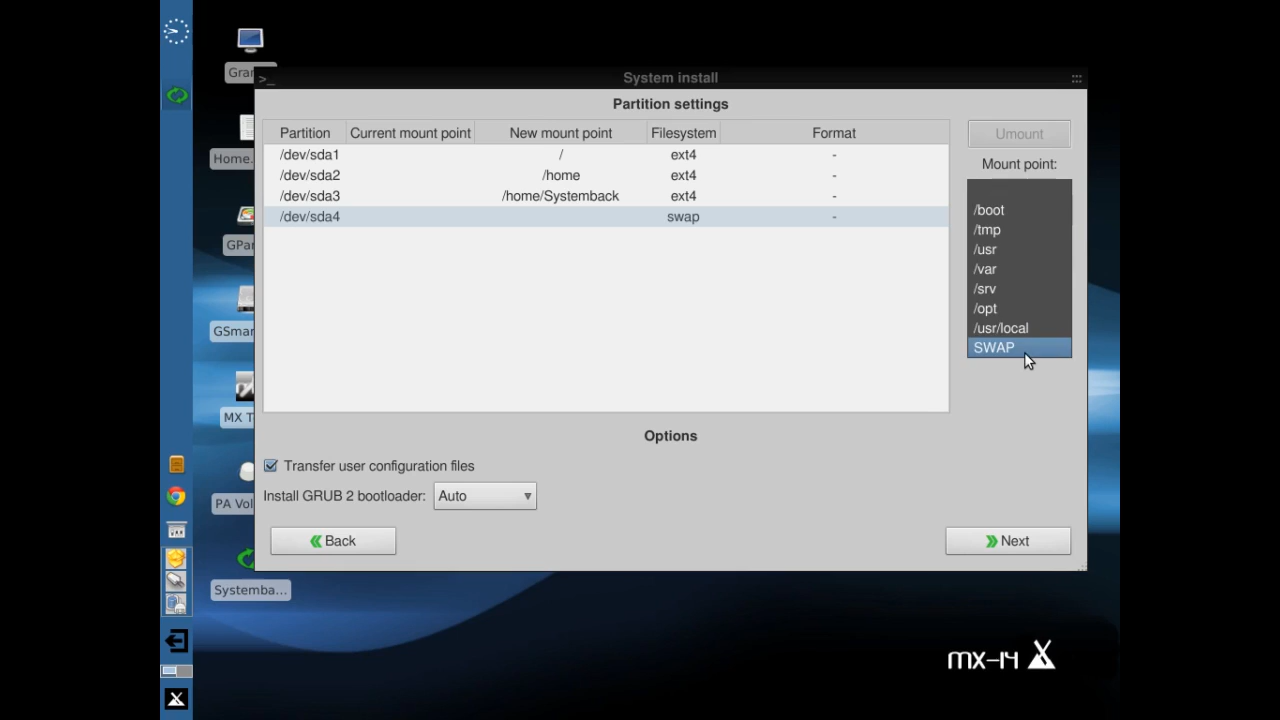 Gra
>_ System install
Partition settings
Partition Current mount point New mount point Filesystem Format
/dev/sda1 / ext4 -
/dev/sda2 /home ext4 -
/dev/sda3 /home/Systemback ext4 -
/dev/sda4 swap -
Umount
Mount point:
/boot
/tmp
/usr
/var
/srv
/opt
/usr/local
SWAP
Home.
GPar
GSmar
MX T
PA Vol
Systemba...
Options
Transfer user configuration files
Install GRUB 2 bootloader: Auto
Back
Next
mx-14